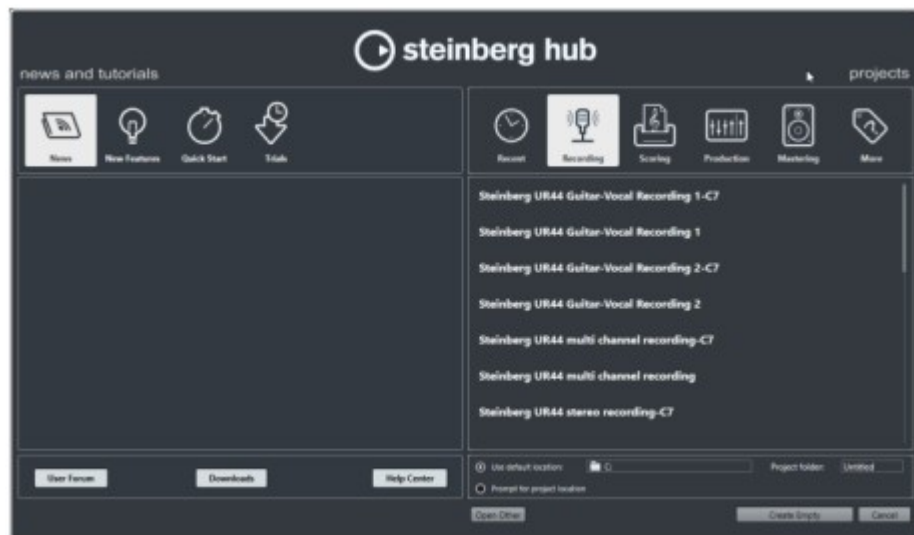 steinberg hub
news and tutorials
projects
News New Features Quick Start Trials
Recent Recording Scoring Production Mastering More
Steinberg UR44 Guitar-Vocal Recording 1-C7
Steinberg UR44 Guitar-Vocal Recording 1
Steinberg UR44 Guitar-Vocal Recording 2-C7
Steinberg UR44 Guitar-Vocal Recording 2
Steinberg UR44 multi channel recording-C7
Steinberg UR44 multi channel recording
Steinberg UR44 stereo recording-C7
User Forum Downloads Help Center
Use default location: Project folder: Untitled
Prompt for project location
Open Other Create Empty Cancel